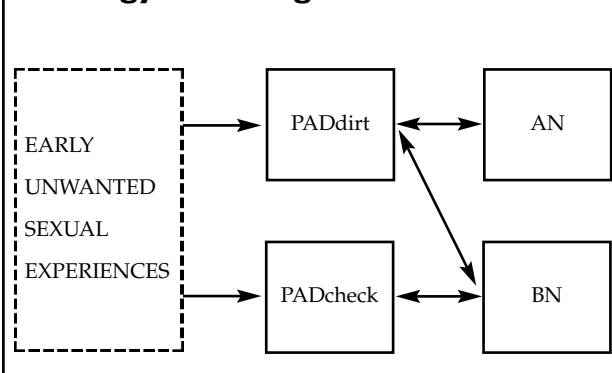 EARLY
UNWANTED
SEXUAL
EXPERIENCES
PADdirt
AN
PADcheck
BN